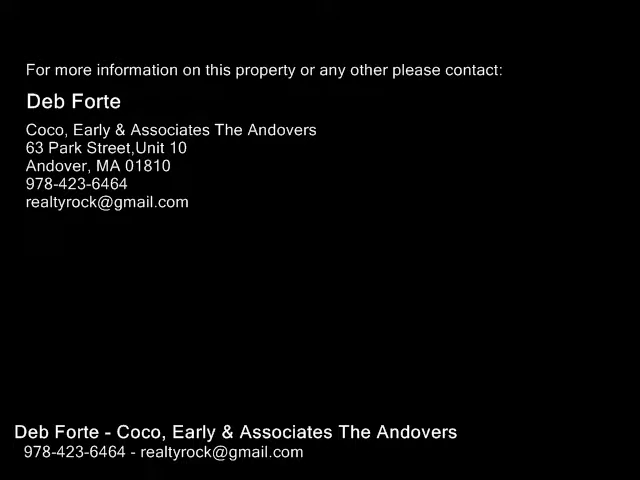 For more information on this property or any other please contact:
Deb Forte
Coco, Early & Associates The Andovers
63 Park Street,Unit 10
Andover, MA 01810
978-423-6464
realtyrock@gmail.com
Deb Forte - Coco, Early & Associates The Andovers
978-423-6464 - realtyrock@gmail.com